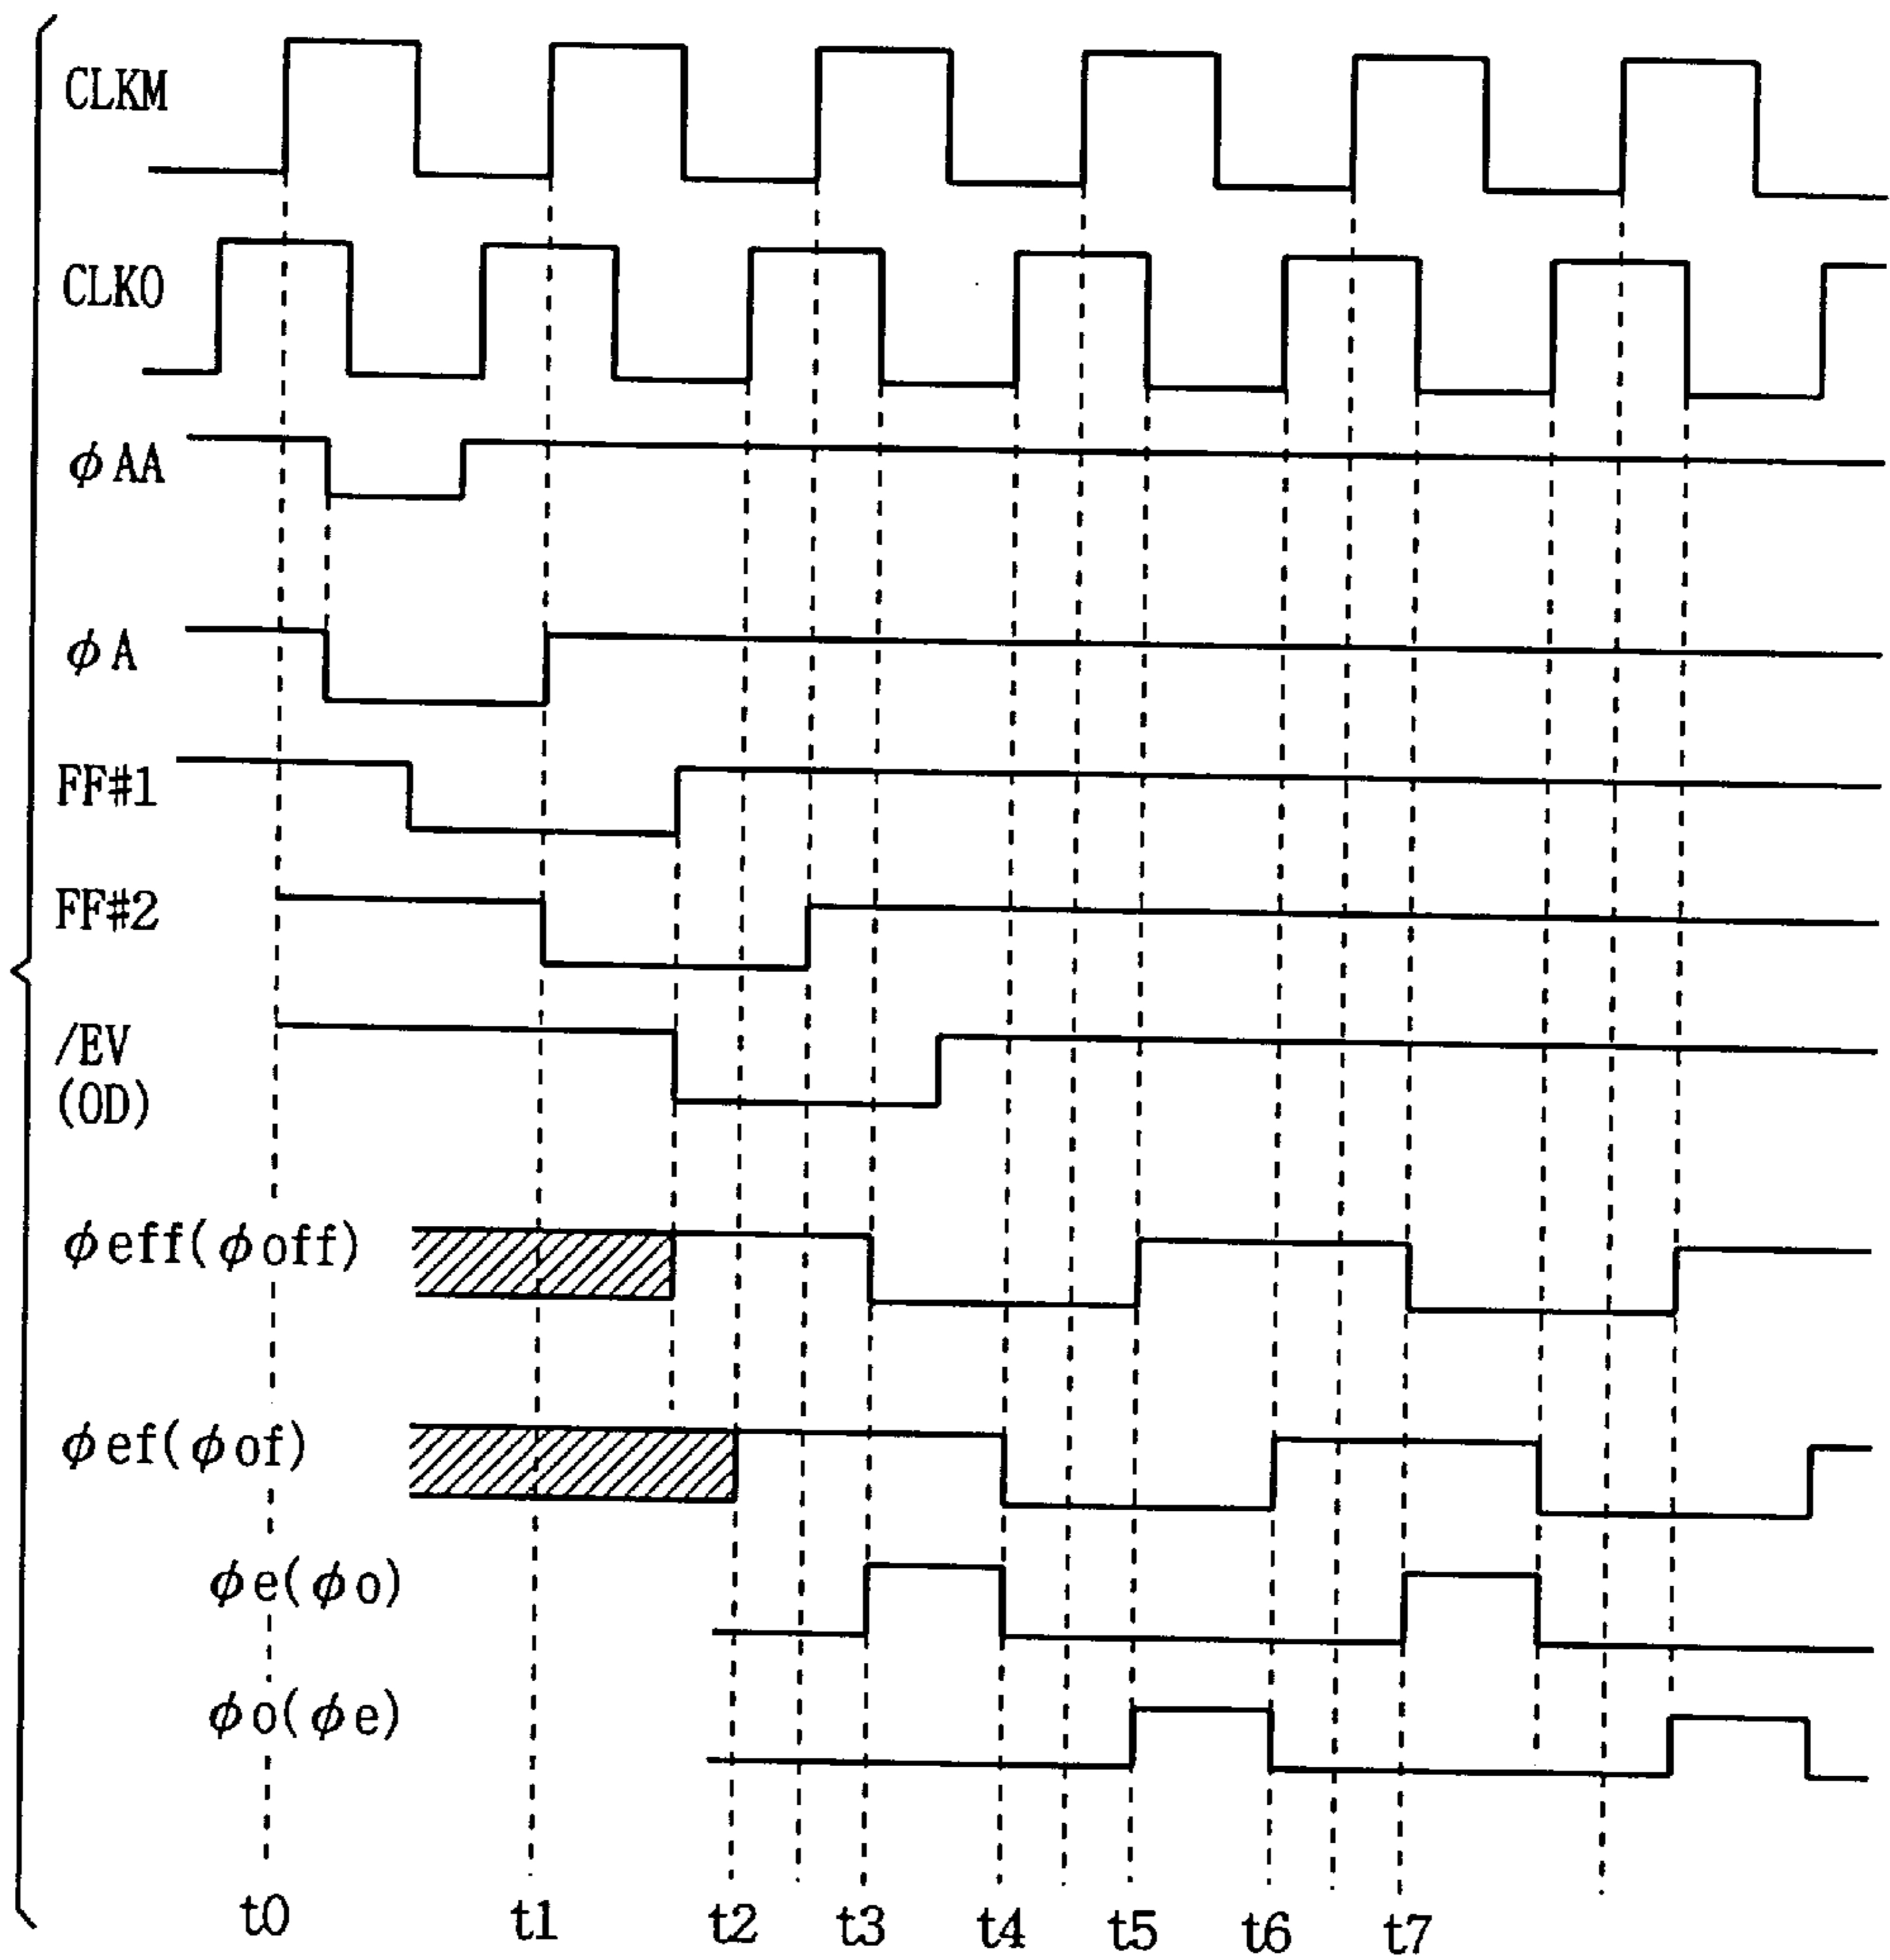 CLKM
CLKO
φAA
φA
FF#1
FF#2
/EV
(OD)
φeff(φoff)
φef(φof)
φe(φo)
φo(φe)
t0 t1 t2 t3 t4 t5 t6 t7